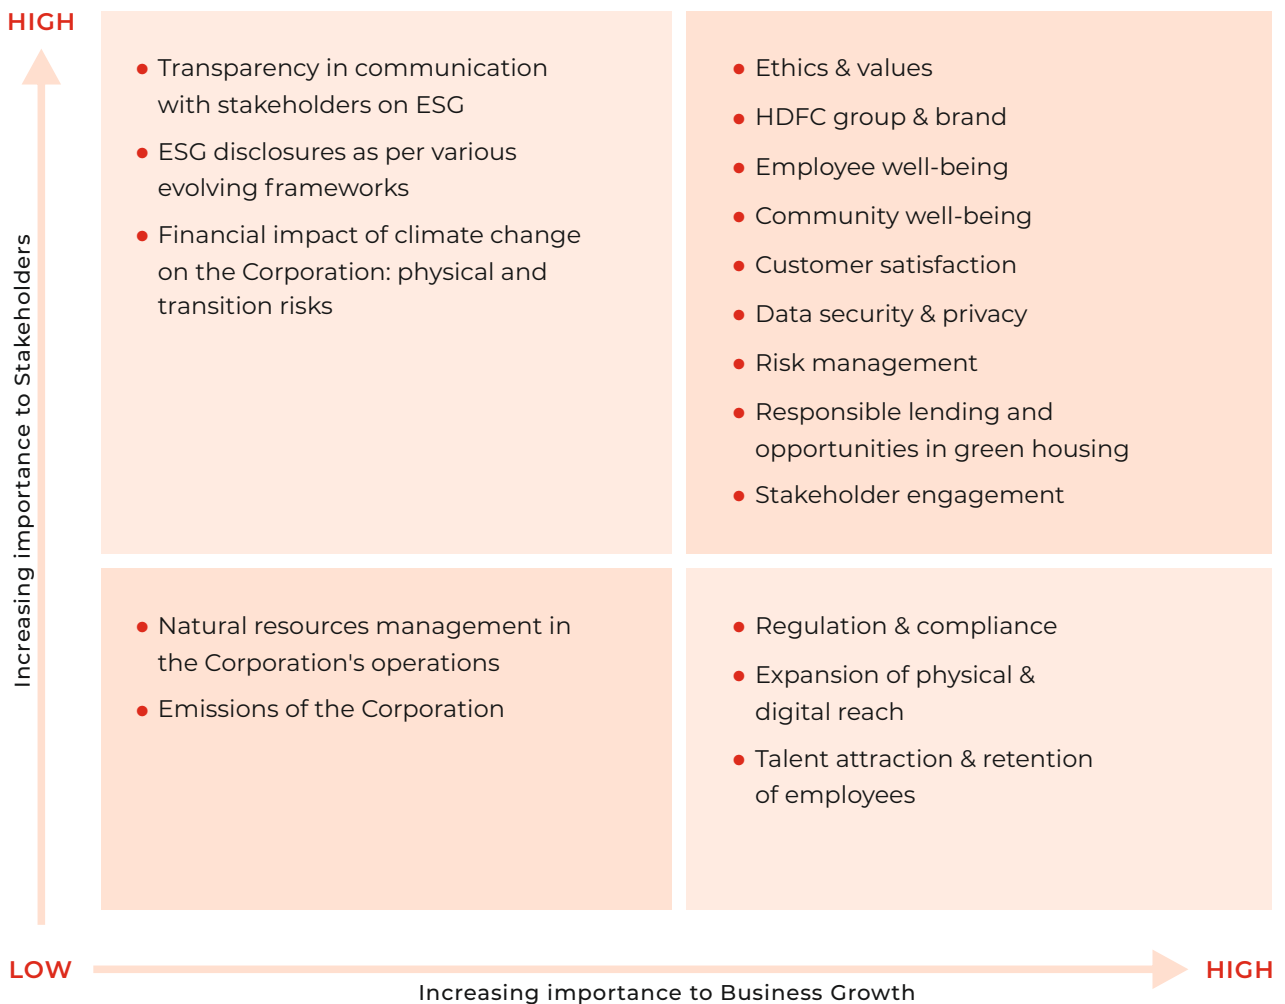 HIGH
Increasing importance to Stakeholders
Transparency in communication
with stakeholders on ESG
ESG disclosures as per various
evolving frameworks
Financial impact of climate change
on the Corporation: physical and
transition risks
Ethics & values
HDFC group & brand
Employee well-being
Community well-being
Customer satisfaction
Data security & privacy
Risk management
Responsible lending and
opportunities in green housing
Stakeholder engagement
Natural resources management in
the Corporation's operations
Emissions of the Corporation
Regulation & compliance
Expansion of physical &
digital reach
Talent attraction & retention
of employees
LOW
HIGH
Increasing importance to Business Growth